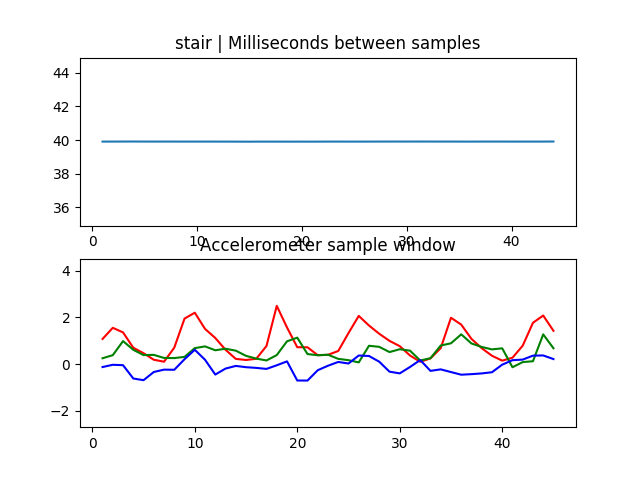 stair | Milliseconds between samples
44
42
40
38
36
0 10 20 30 40
Accelerometer sample window
4
2
0
−2
0 10 20 30 40